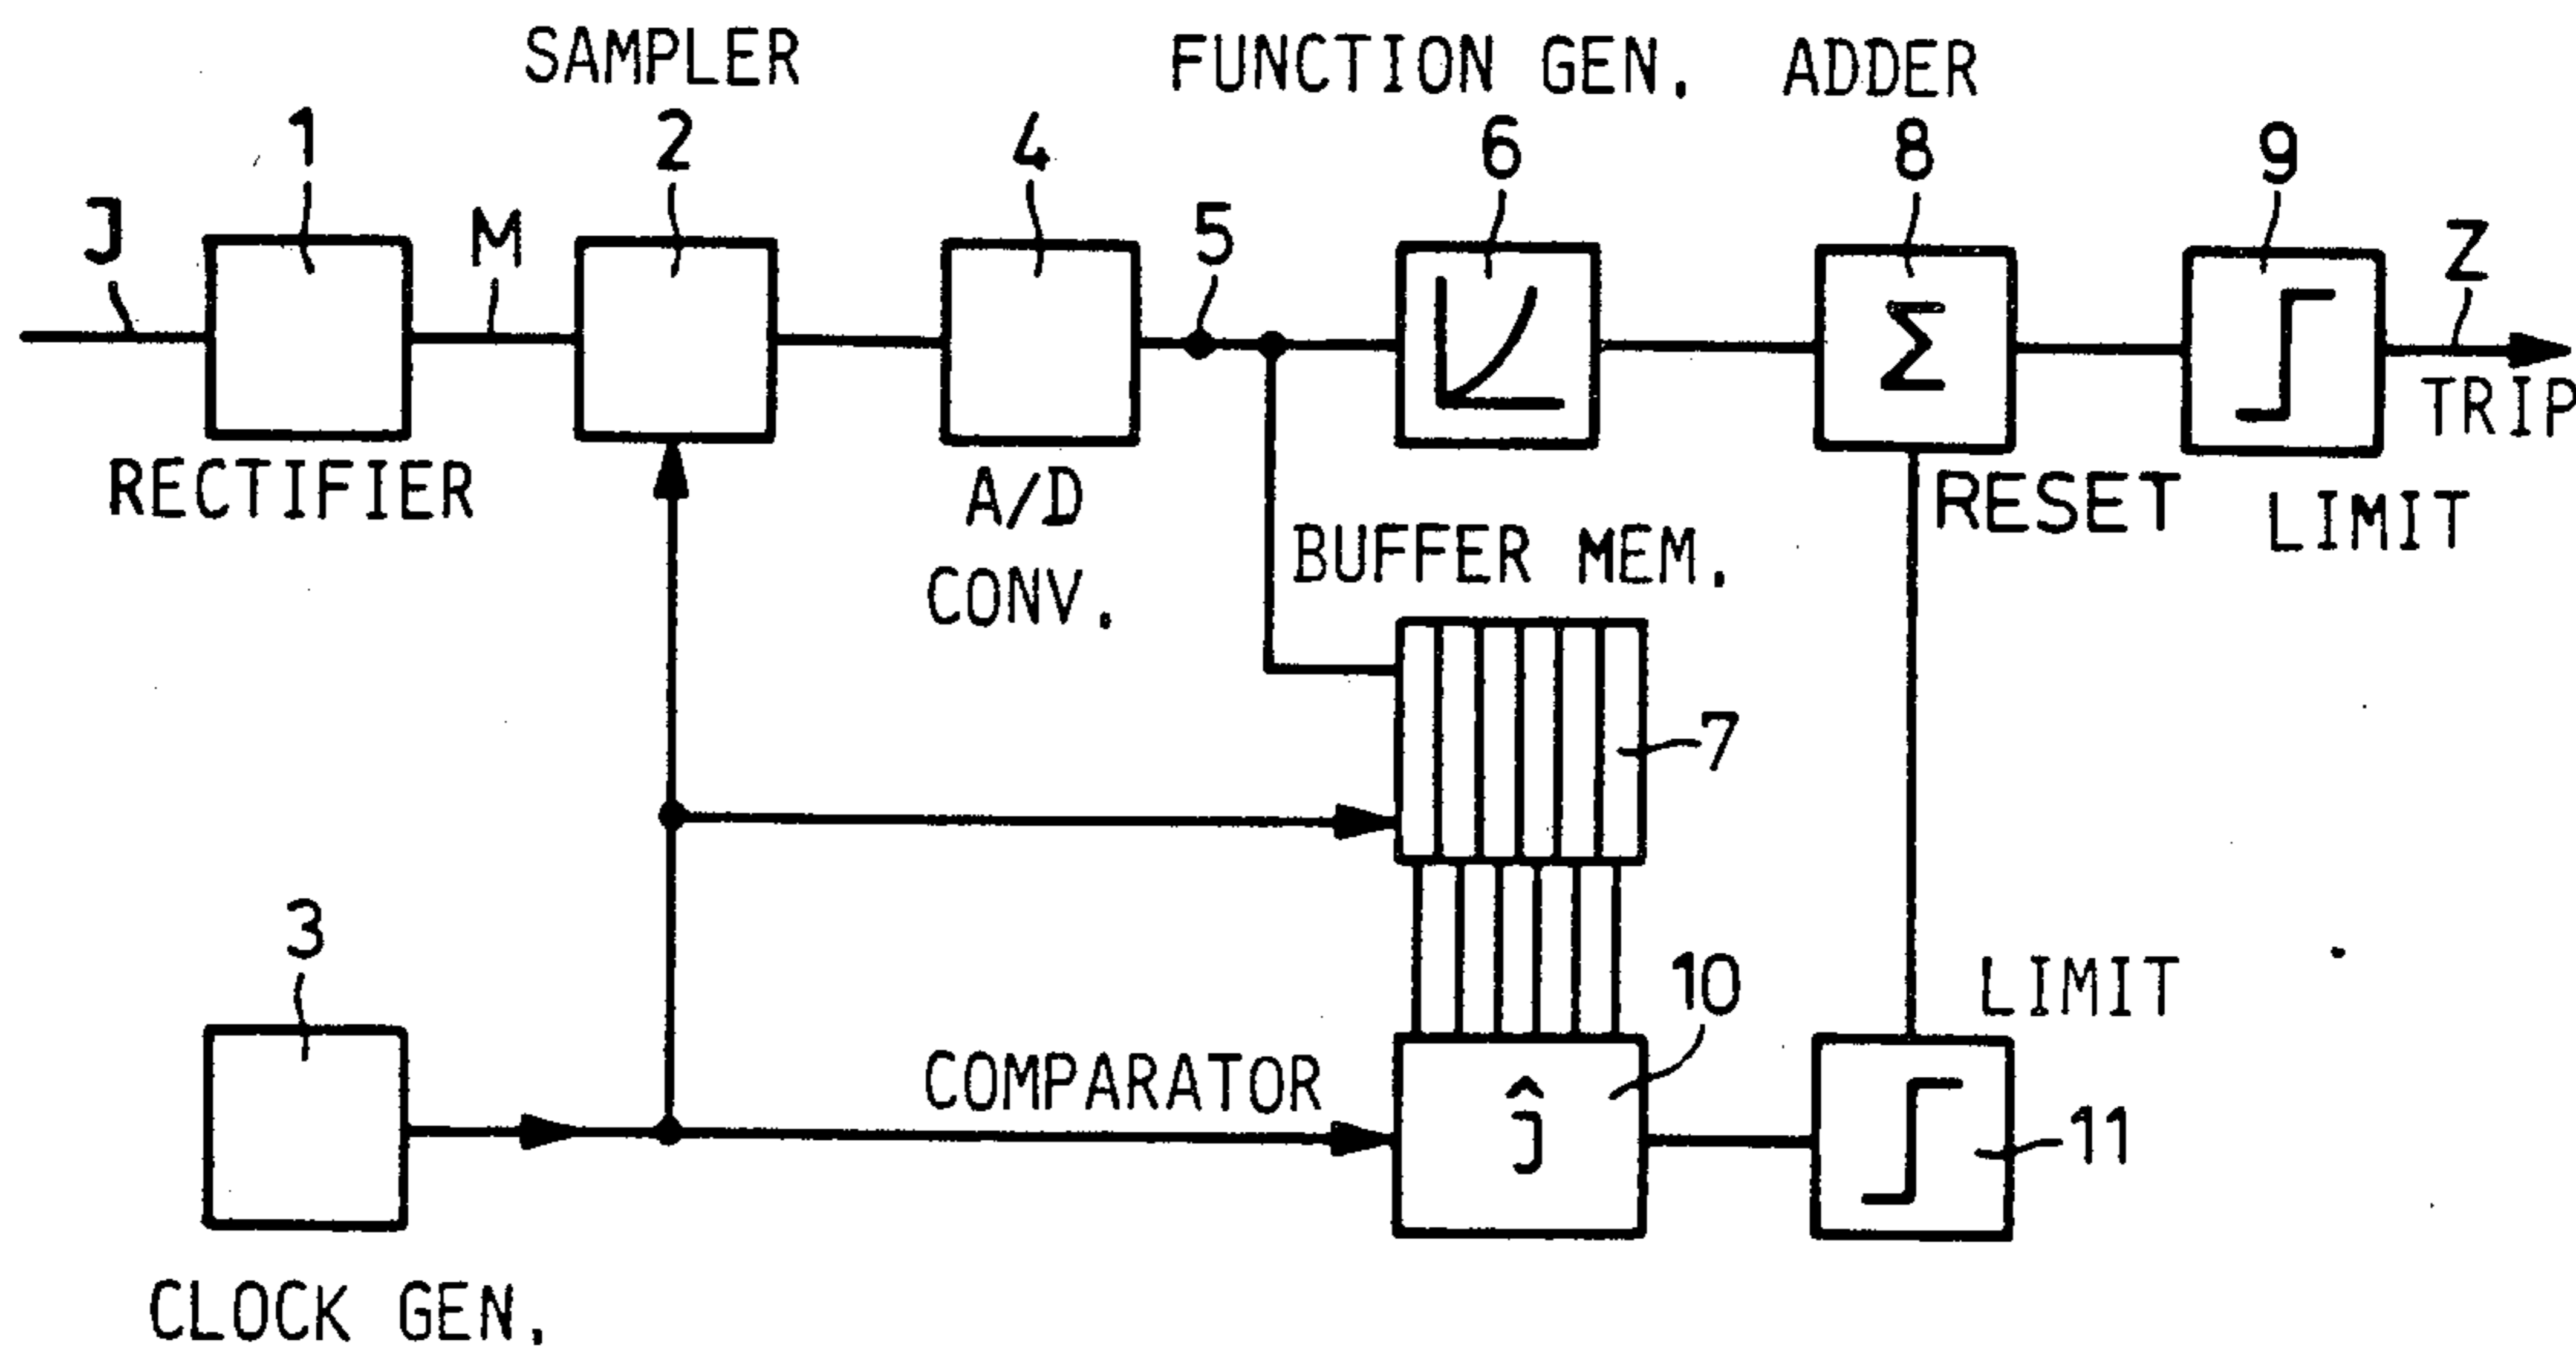 SAMPLER
FUNCTION GEN.
ADDER
1
2
4
6
8
9
J
M
5
Z
Σ
TRIP
RECTIFIER
A/D
CONV.
RESET
LIMIT
BUFFER MEM.
7
3
10
LIMIT
COMPARATOR
Ĵ
11
CLOCK GEN.